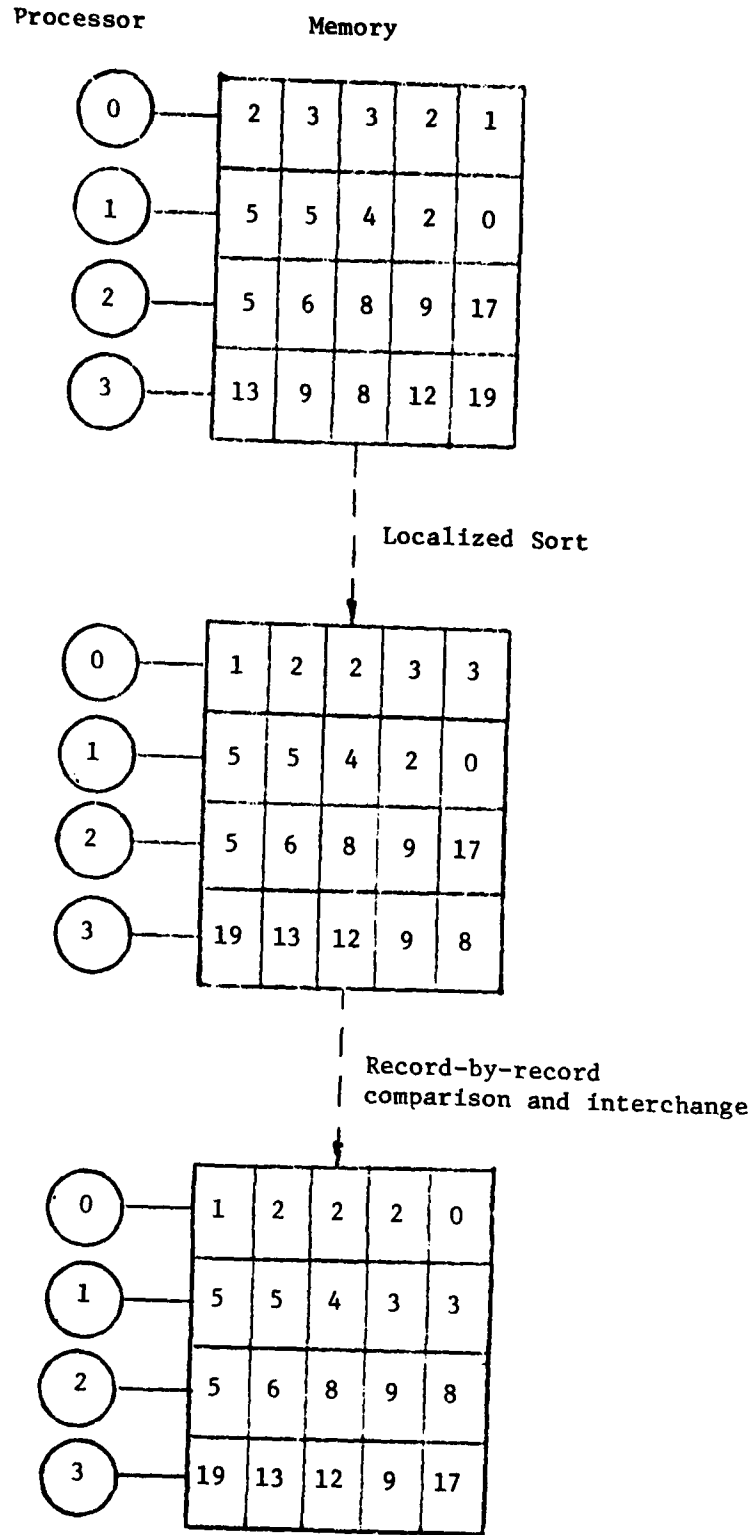 Processor Memory
0 2 3 3 2 1
1 5 5 4 2 0
2 5 6 8 9 17
3 13 9 8 12 19
Localized Sort
0 1 2 2 3 3
1 5 5 4 2 0
2 5 6 8 9 17
3 19 13 12 9 8
Record-by-record
comparison and interchange
0 1 2 2 2 0
1 5 5 4 3 3
2 5 6 8 9 8
3 19 13 12 9 17